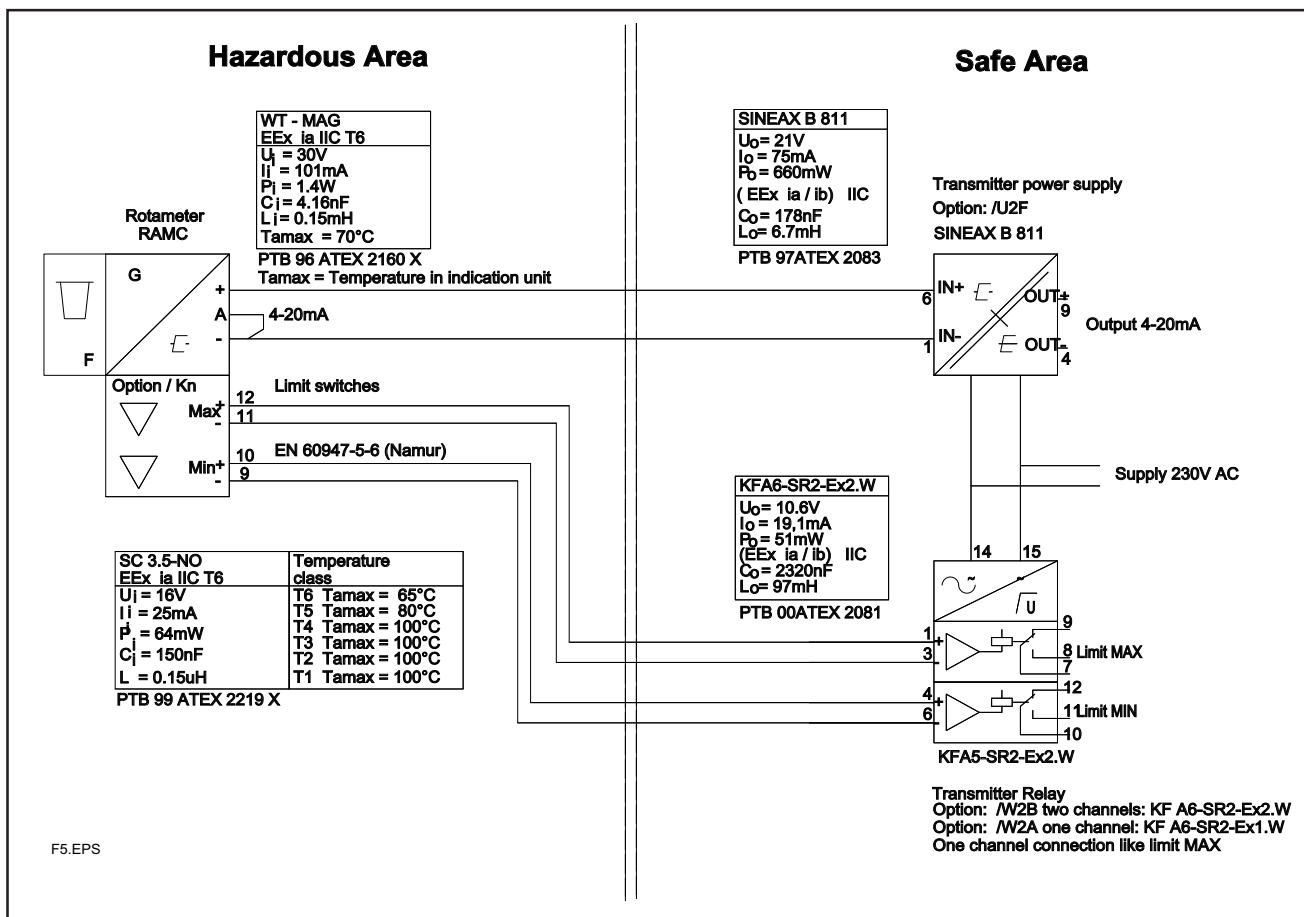 Hazardous Area
Safe Area
WT - MAG
EEx ia IIC T6
Ui = 30V
Ii = 101mA
Pi = 1.4W
Ci = 4.16nF
Li = 0.15mH
Tamax = 70°C
PTB 96 ATEX 2160 X
Tamax = Temperature in indication unit
SINEAX B 811
Uo = 21V
Io = 75mA
Po = 660mW
( EEx ia / ib) IIC
Co = 178nF
Lo = 6.7mH
PTB 97ATEX 2083
Transmitter power supply
Option: /U2F
SINEAX B 811
Rotameter
RAMC
G
F
+
A
-
4-20mA
6
IN+
1
IN-
OUT+
9
OUT-
4
Output 4-20mA
Option / Kn
Limit switches
Max
+
-
12
11
Min
+
-
10
9
EN 60947-5-6 (Namur)
Supply 230V AC
KFA6-SR2-Ex2.W
Uo = 10.6V
Io = 19,1mA
Po = 51mW
(EEx ia / ib) IIC
Co = 2320nF
Lo = 97mH
PTB 00ATEX 2081
SC 3.5-NO
EEx ia IIC T6
Ui = 16V
Ii = 25mA
Pi = 64mW
Ci = 150nF
L = 0.15uH
Temperature
class
T6 Tamax = 65°C
T5 Tamax = 80°C
T4 Tamax = 100°C
T3 Tamax = 100°C
T2 Tamax = 100°C
T1 Tamax = 100°C
PTB 99 ATEX 2219 X
14
15
~
~
U
1
+
3
-
9
8
7
Limit MAX
4
+
6
-
12
11
10
Limit MIN
KFA5-SR2-Ex2.W
Transmitter Relay
Option: /W2B two channels: KF A6-SR2-Ex2.W
Option: /W2A one channel: KF A6-SR2-Ex1.W
One channel connection like limit MAX
F5.EPS